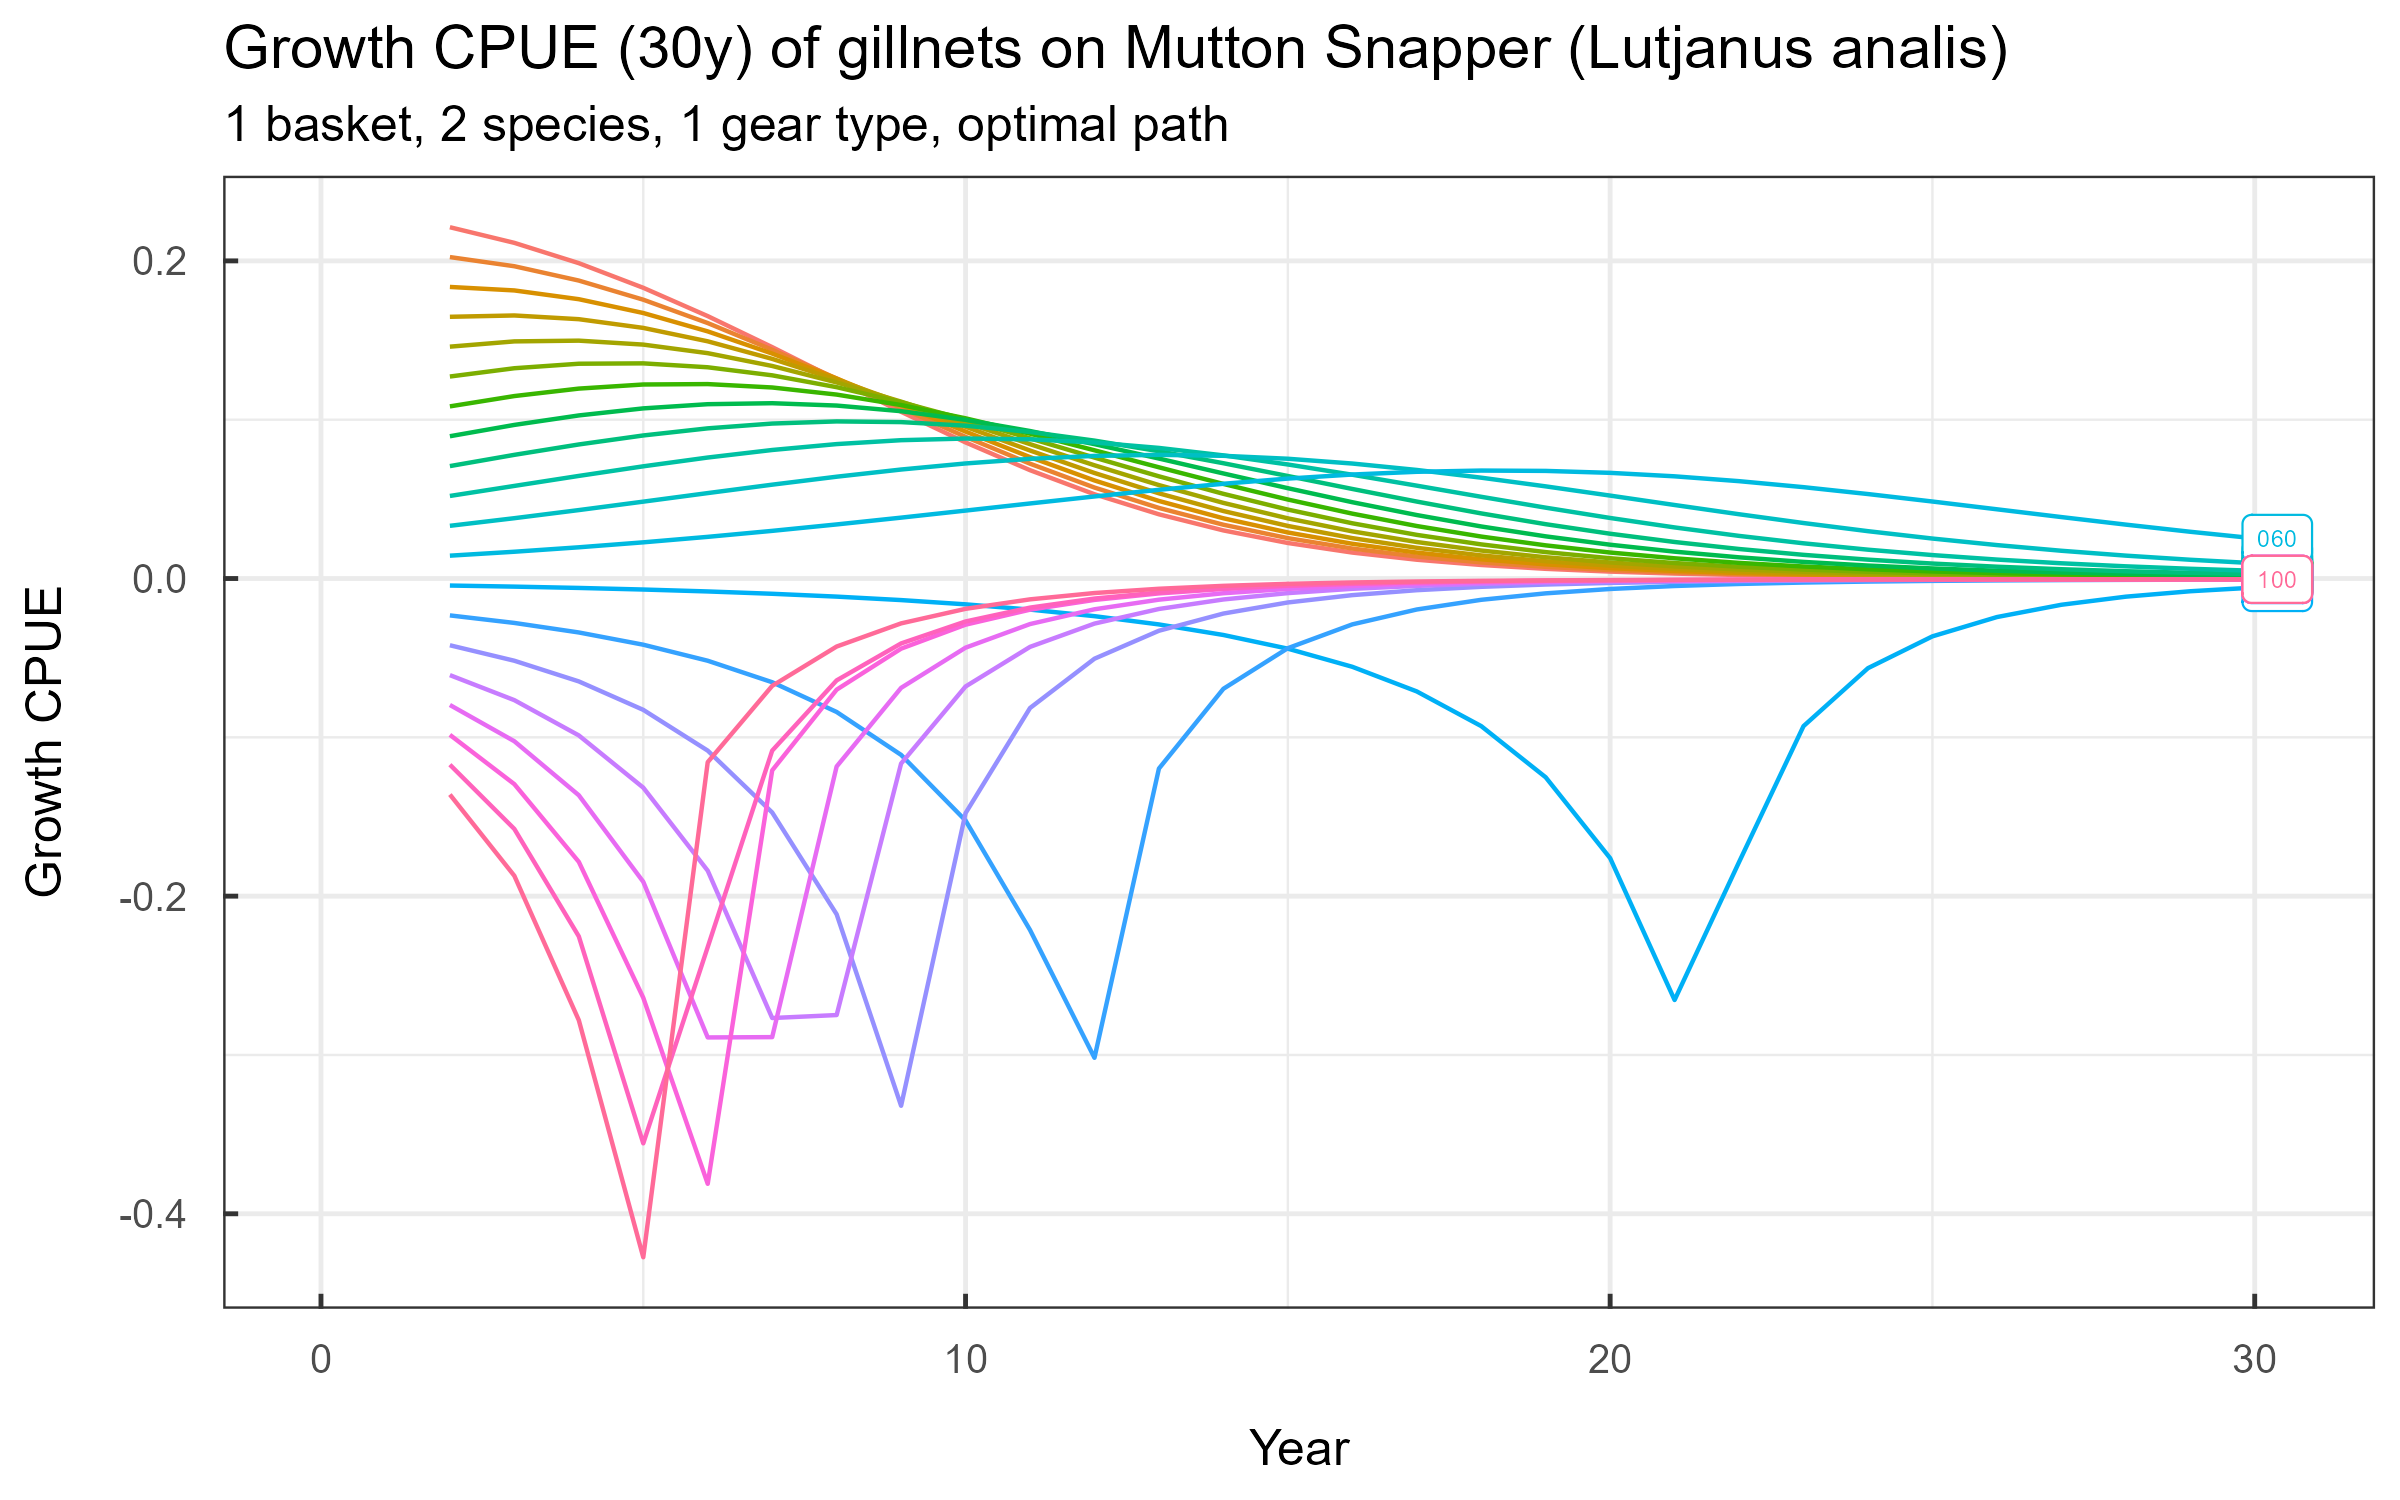 Growth CPUE (30y) of gillnets on Mutton Snapper (Lutjanus analis)
1 basket, 2 species, 1 gear type, optimal path
Growth CPUE
0.2
0.0
-0.2
-0.4
060
100
0
10
20
30
Year